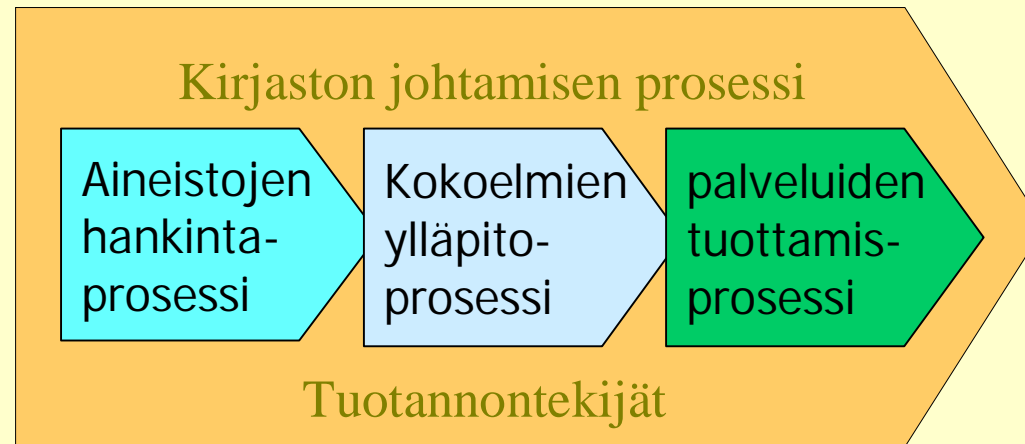 Kirjaston johtamisen prosessi
Aineistojen
hankinta-
prosessi
Kokoelmien
ylläpito-
prosessi
palveluiden
tuottamis-
prosessi
Tuotannontekijät